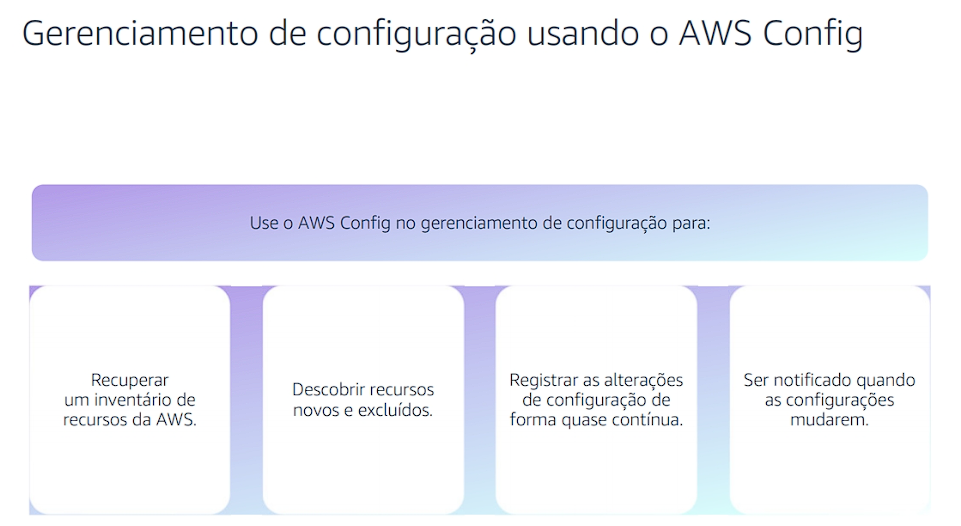 Gerenciamento de configuração usando o AWS Config
Use o AWS Config no gerenciamento de configuração para:
Recuperar
um inventário de
recursos da AWS.
Descobrir recursos
novos e excluídos.
Registrar as alterações
de configuração de
forma quase contínua.
Ser notificado quando
as configurações
mudarem.